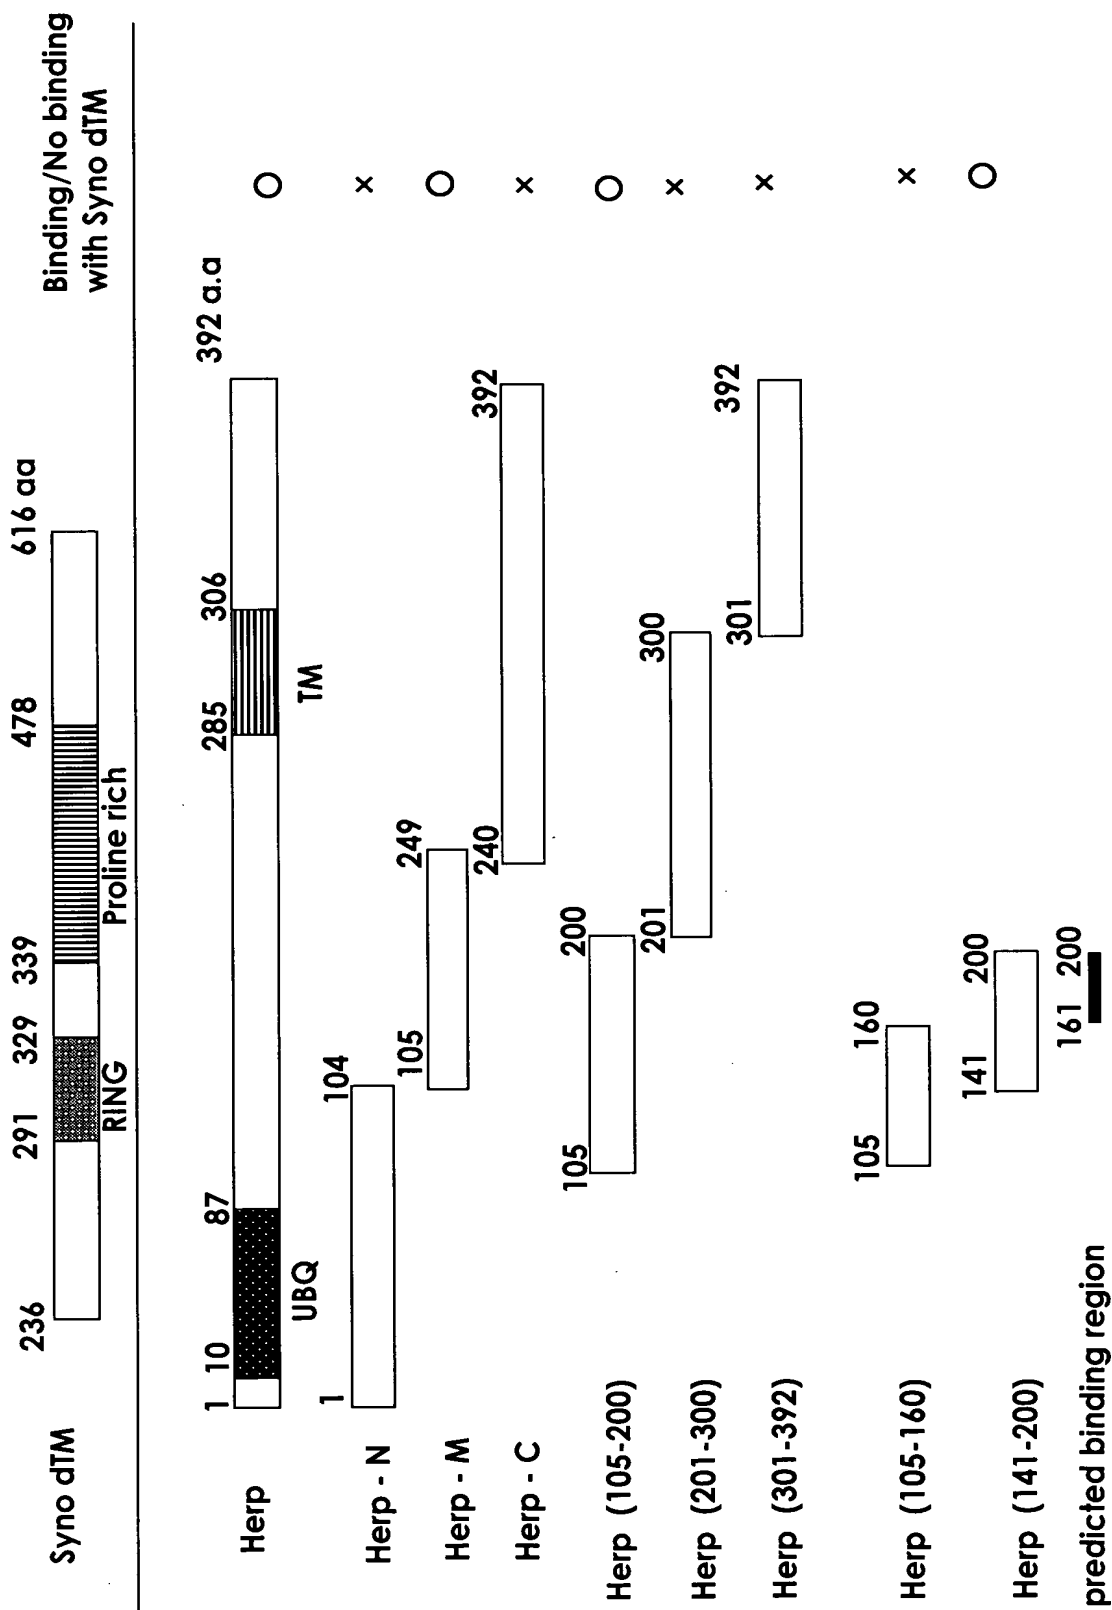 Syno dTM
236 291 329 339 478 616 aa
RING Proline rich
Binding/No binding
with Syno dTM
Herp
1 10 87 285 306 392 a.a
O
UBQ TM
Herp - N
1 104
x
Herp - M
105 249
O
Herp - C
240 392
x
Herp (105-200)
105 200
O
Herp (201-300)
201 300
x
Herp (301-392)
301 392
x
Herp (105-160)
105 160
x
Herp (141-200)
141 200
O
predicted binding region
161 200